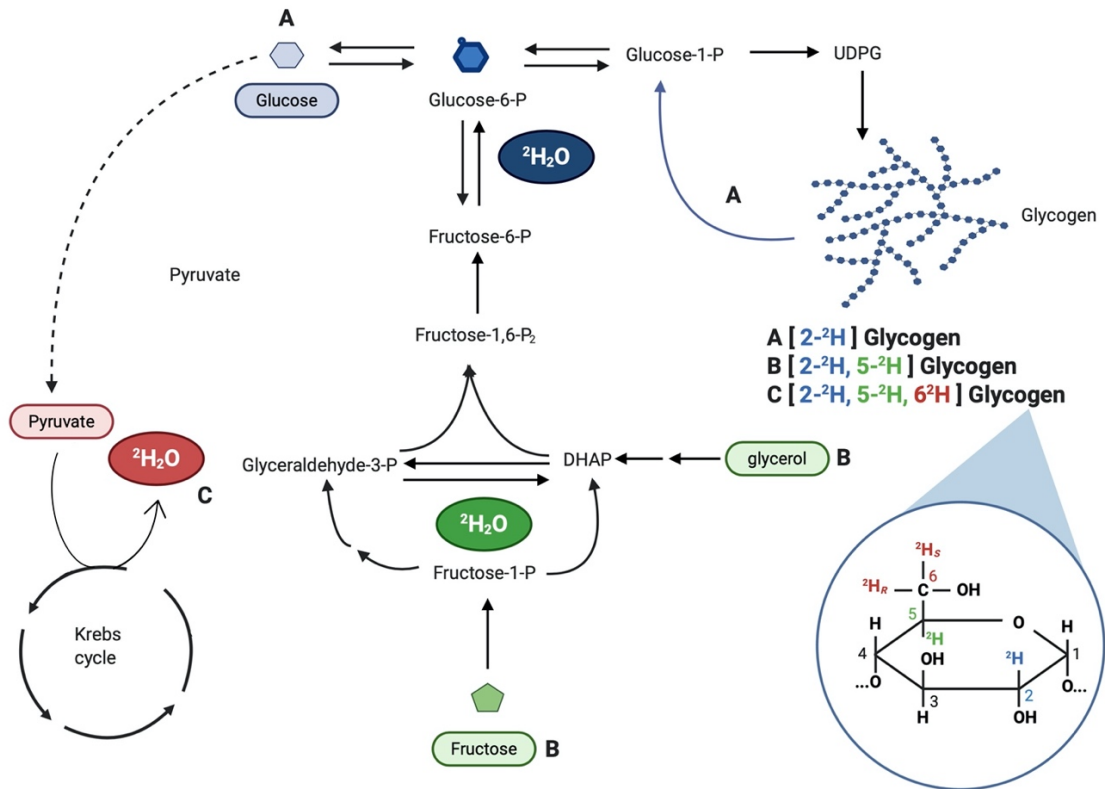 A
Glucose
Glucose-6-P
Glucose-1-P
UDPG
²H₂O
A
Glycogen
Fructose-6-P
Pyruvate
Fructose-1,6-P₂
A [ 2-²H ] Glycogen
B [ 2-²H, 5-²H ] Glycogen
C [ 2-²H, 5-²H, 6²H ] Glycogen
Pyruvate
²H₂O
C
Glyceraldehyde-3-P
DHAP
glycerol
B
²H₂O
Fructose-1-P
Krebs
cycle
Fructose
B
²Hₛ
6
²Hᵣ
C
OH
5
O
H
²H
H
4
OH
²H
1
...O
O...
3
2
H
OH